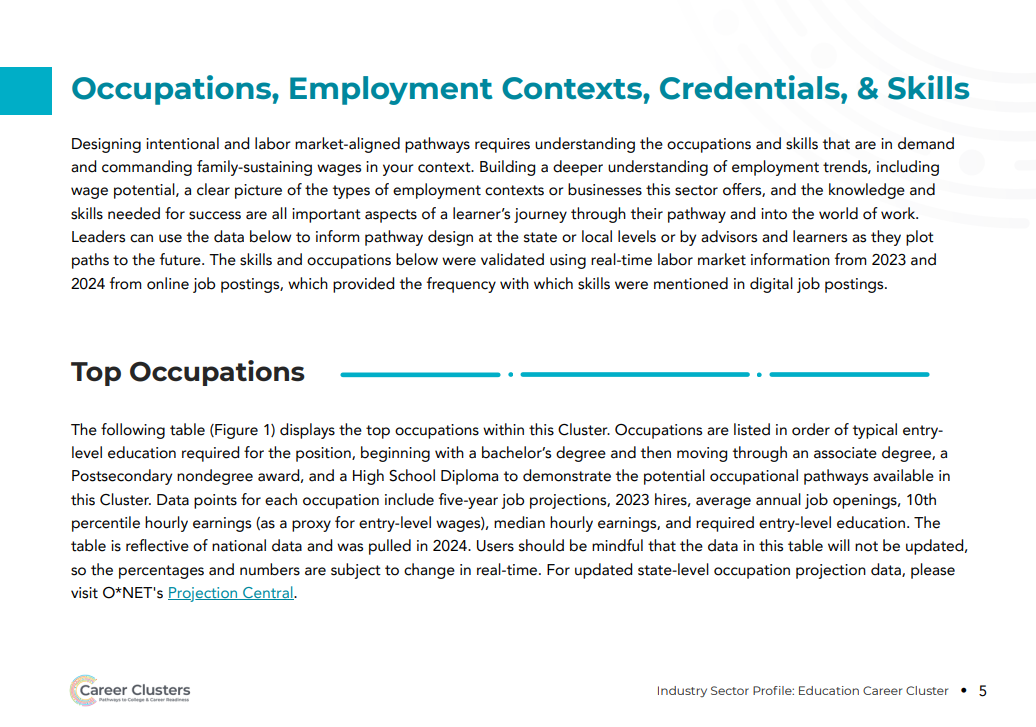 Occupations, Employment Contexts, Credentials, & Skills
Designing intentional and labor market-aligned pathways requires understanding the occupations and skills that are in demand
and commanding family-sustaining wages in your context. Building a deeper understanding of employment trends, including
wage potential, a clear picture of the types of employment contexts or businesses this sector offers, and the knowledge and
skills needed for success are all important aspects of a learner’s journey through their pathway and into the world of work.
Leaders can use the data below to inform pathway design at the state or local levels or by advisors and learners as they plot
paths to the future. The skills and occupations below were validated using real-time labor market information from 2023 and
2024 from online job postings, which provided the frequency with which skills were mentioned in digital job postings.
Top Occupations
The following table (Figure 1) displays the top occupations within this Cluster. Occupations are listed in order of typical entry-
level education required for the position, beginning with a bachelor’s degree and then moving through an associate degree, a
Postsecondary nondegree award, and a High School Diploma to demonstrate the potential occupational pathways available in
this Cluster. Data points for each occupation include five-year job projections, 2023 hires, average annual job openings, 10th
percentile hourly earnings (as a proxy for entry-level wages), median hourly earnings, and required entry-level education. The
table is reflective of national data and was pulled in 2024. Users should be mindful that the data in this table will not be updated,
so the percentages and numbers are subject to change in real-time. For updated state-level occupation projection data, please
visit O*NET's Projection Central.
Career Clusters
Pathways to College & Career Readiness
Industry Sector Profile: Education Career Cluster • 5